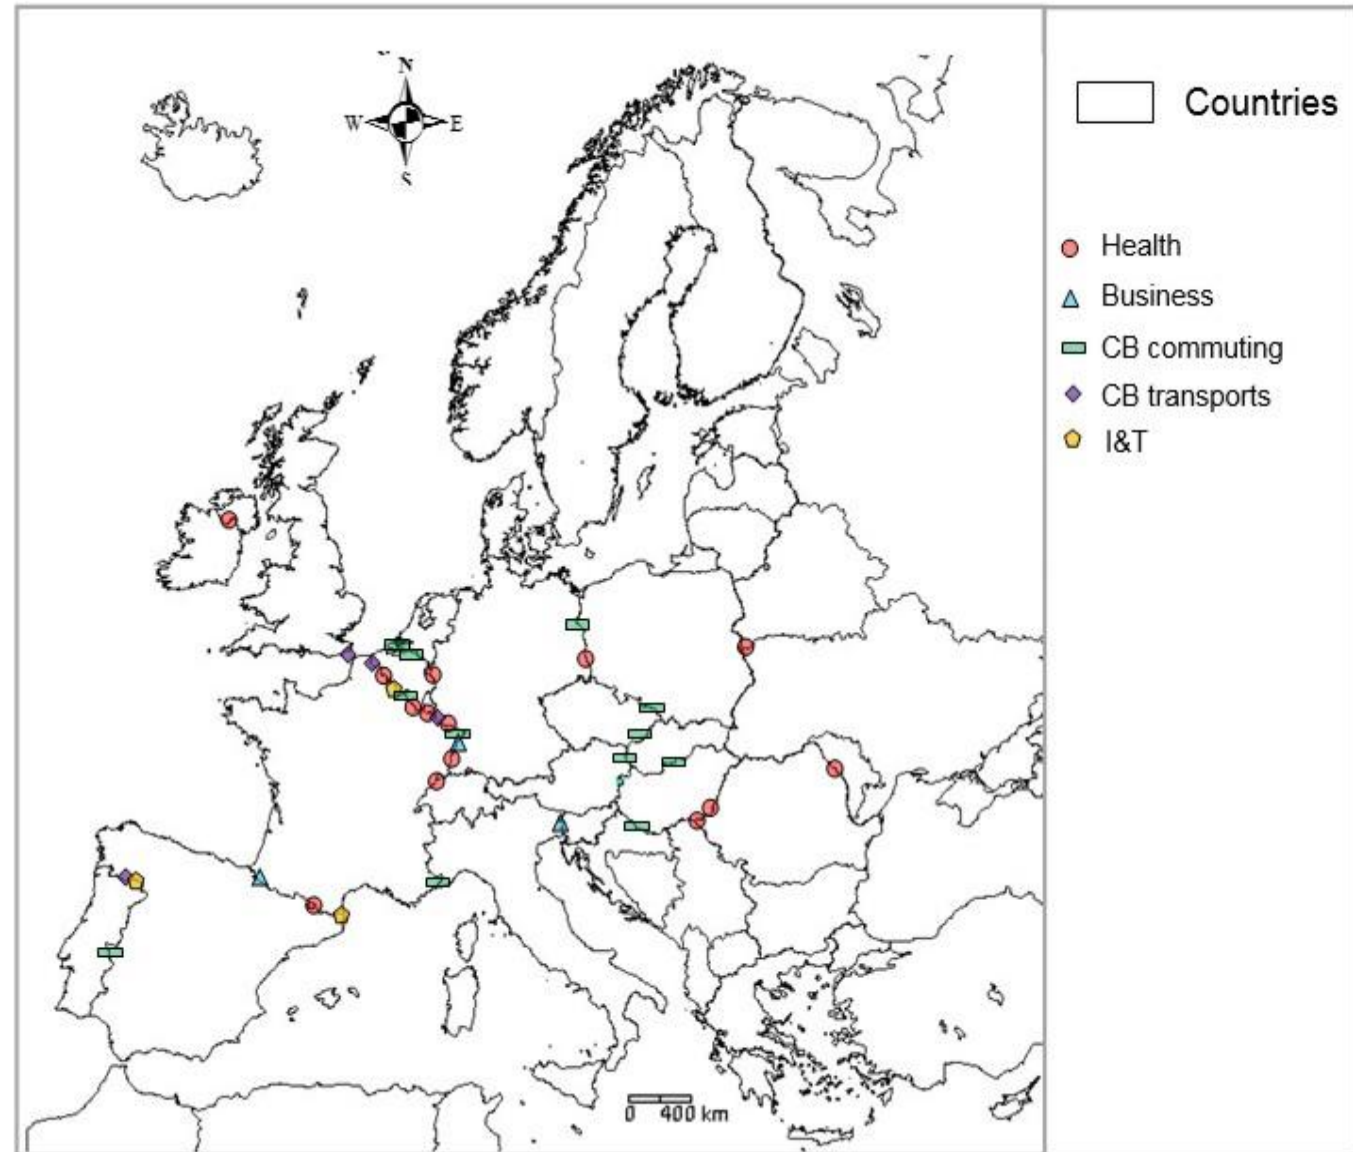 N
W E
S
Countries
Health
Business
CB commuting
CB transports
I&T
0 400 km